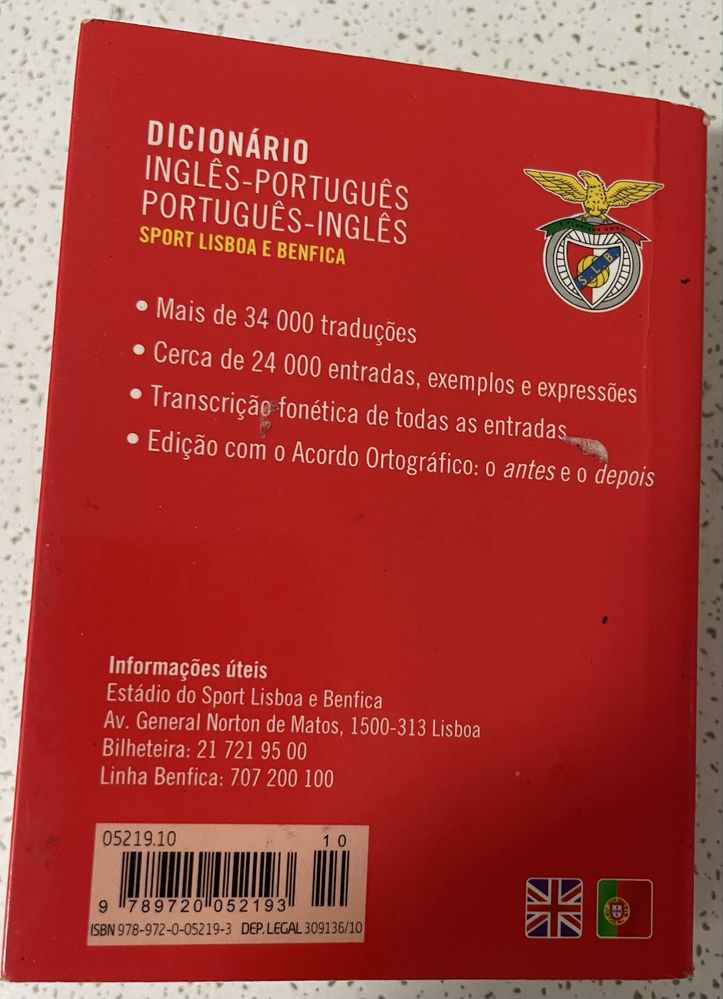 DICIONÁRIO
INGLÊS-PORTUGUÊS
PORTUGUÊS-INGLÊS
SPORT LISBOA E BENFICA
E PLURIBUS UNUM
S.L.B.
• Mais de 34 000 traduções
• Cerca de 24 000 entradas, exemplos e expressões
• Transcrição fonética de todas as entradas
• Edição com o Acordo Ortográfico: o antes e o depois
Informações úteis
Estádio do Sport Lisboa e Benfica
Av. General Norton de Matos, 1500-313 Lisboa
Bilheteira: 21 721 95 00
Linha Benfica: 707 200 100
05219.10
10
9 789720 052193
ISBN 978-972-0-05219-3 DEP. LEGAL 309136/10